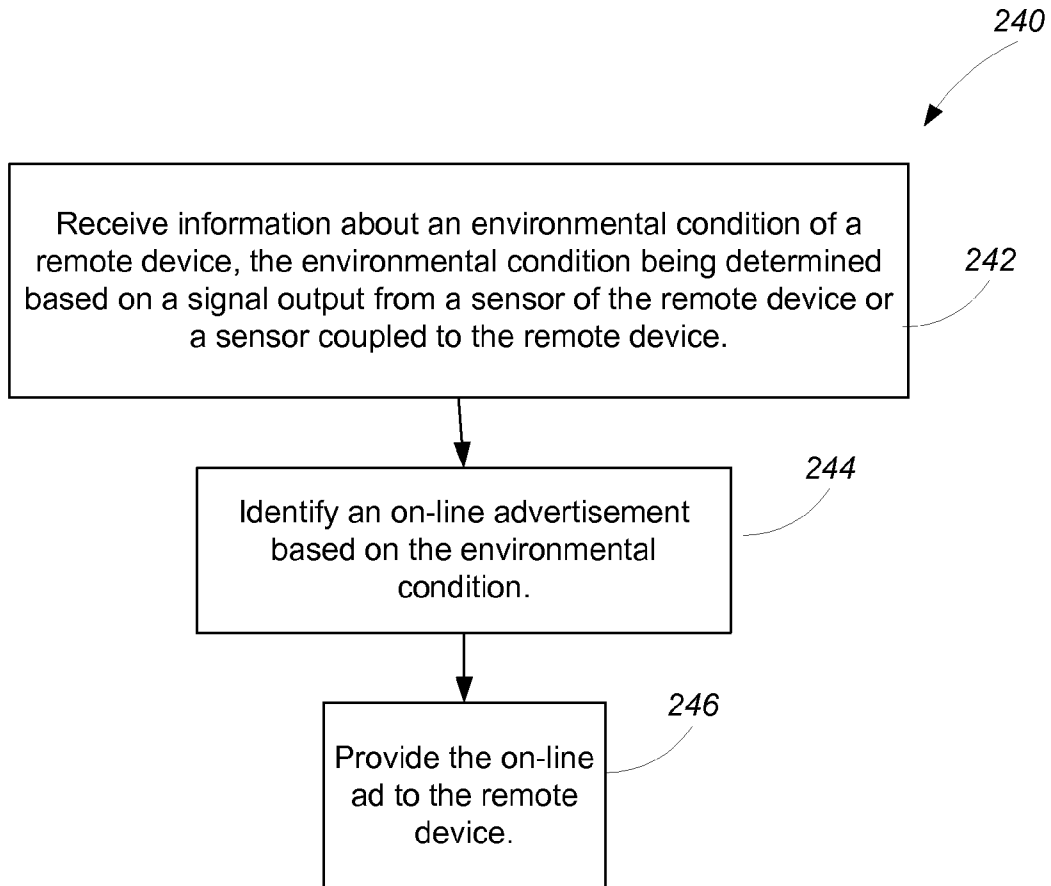 240
Receive information about an environmental condition of a
remote device, the environmental condition being determined
based on a signal output from a sensor of the remote device or
a sensor coupled to the remote device.
242
Identify an on-line advertisement
based on the environmental
condition.
244
Provide the on-line
ad to the remote
device.
246